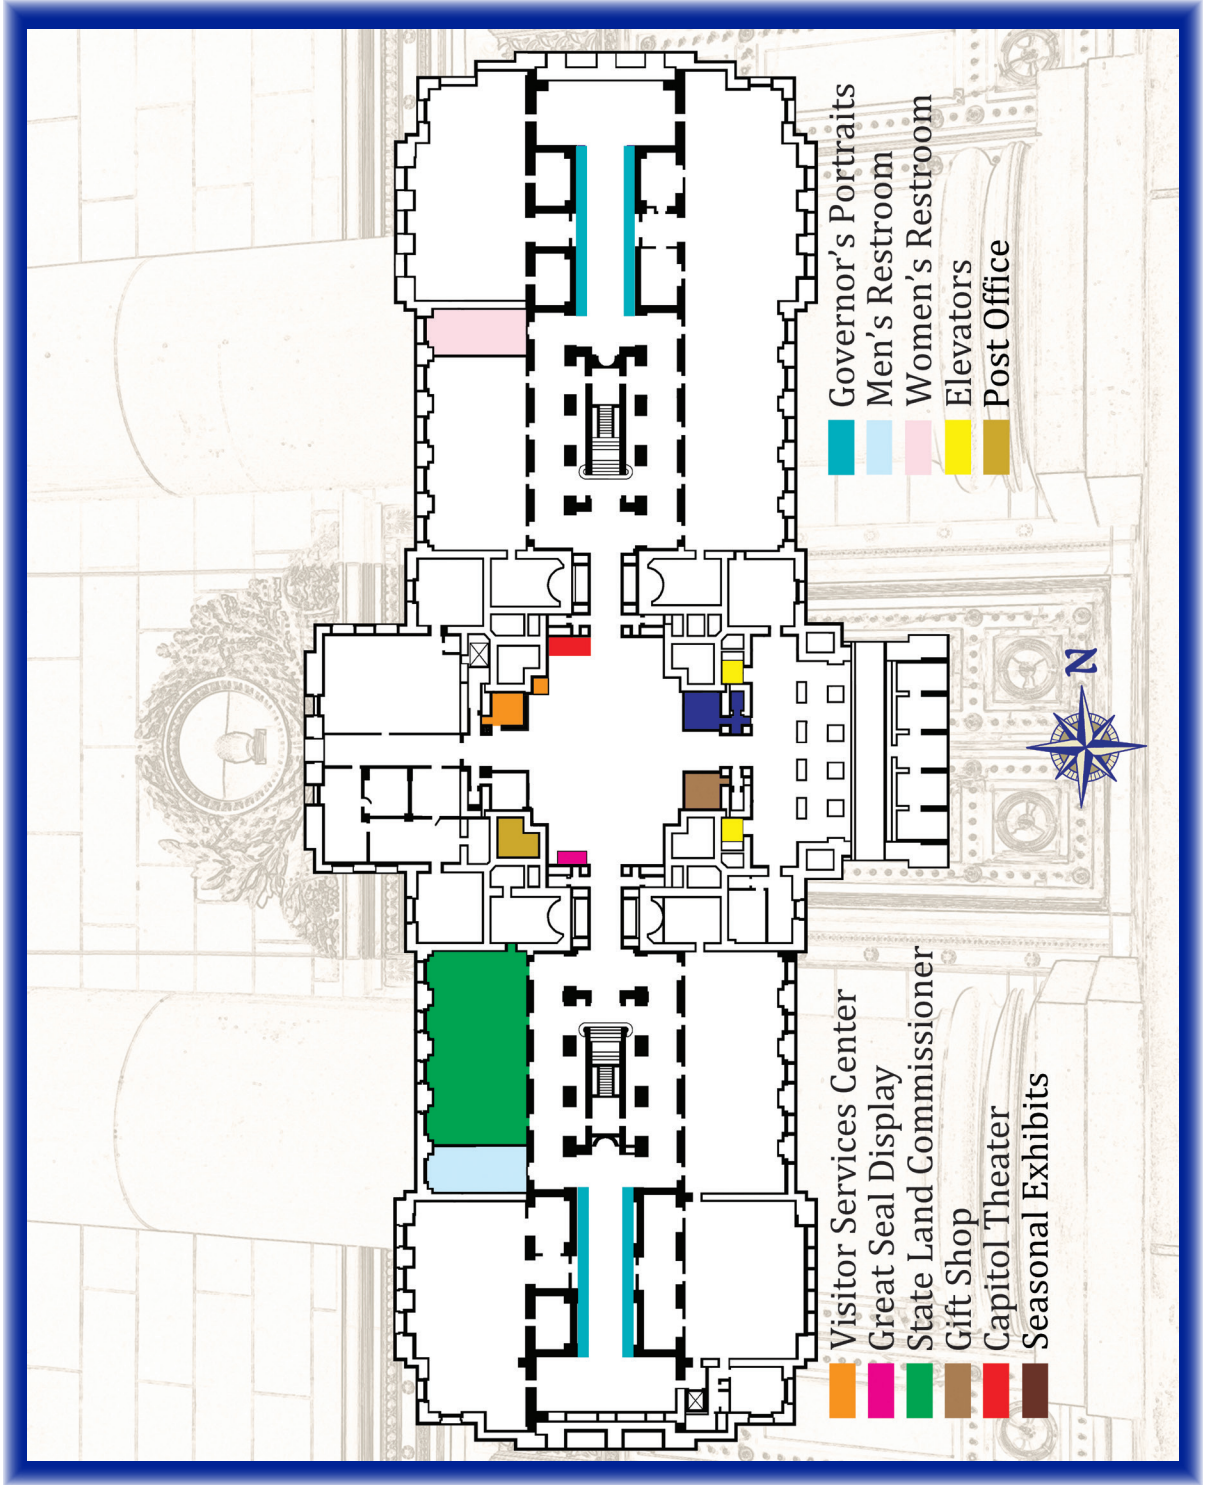 Visitor Services Center
Great Seal Display
State Land Commissioner
Gift Shop
Capitol Theater
Seasonal Exhibits
Governor's Portraits
Men's Restroom
Women's Restroom
Elevators
Post Office
N